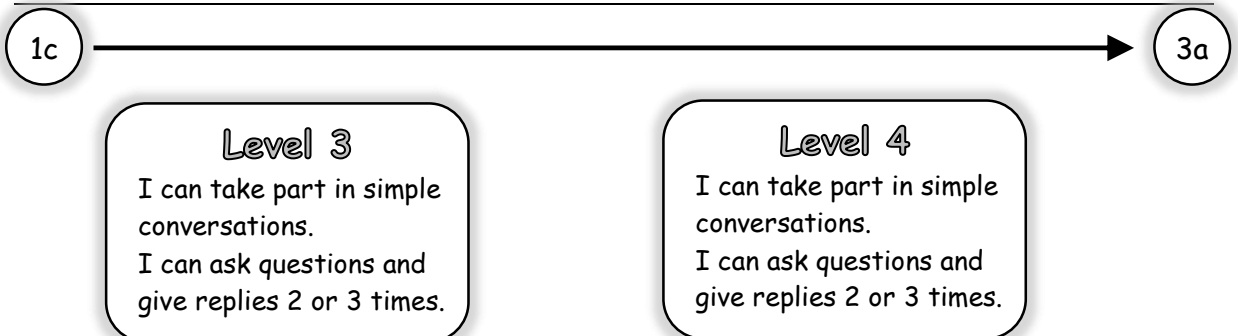 1c
3a
Level 3
I can take part in simple
conversations.
I can ask questions and
give replies 2 or 3 times.
Level 4
I can take part in simple
conversations.
I can ask questions and
give replies 2 or 3 times.